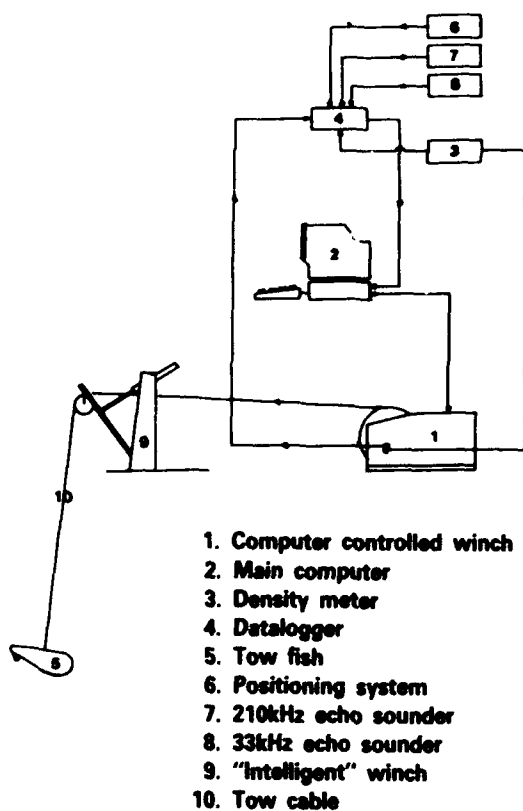 6
7
8
4
3
2
9
1
10
5
1. Computer controlled winch
2. Main computer
3. Density meter
4. Datalogger
5. Tow fish
6. Positioning system
7. 210kHz echo sounder
8. 33kHz echo sounder
9. "Intelligent" winch
10. Tow cable